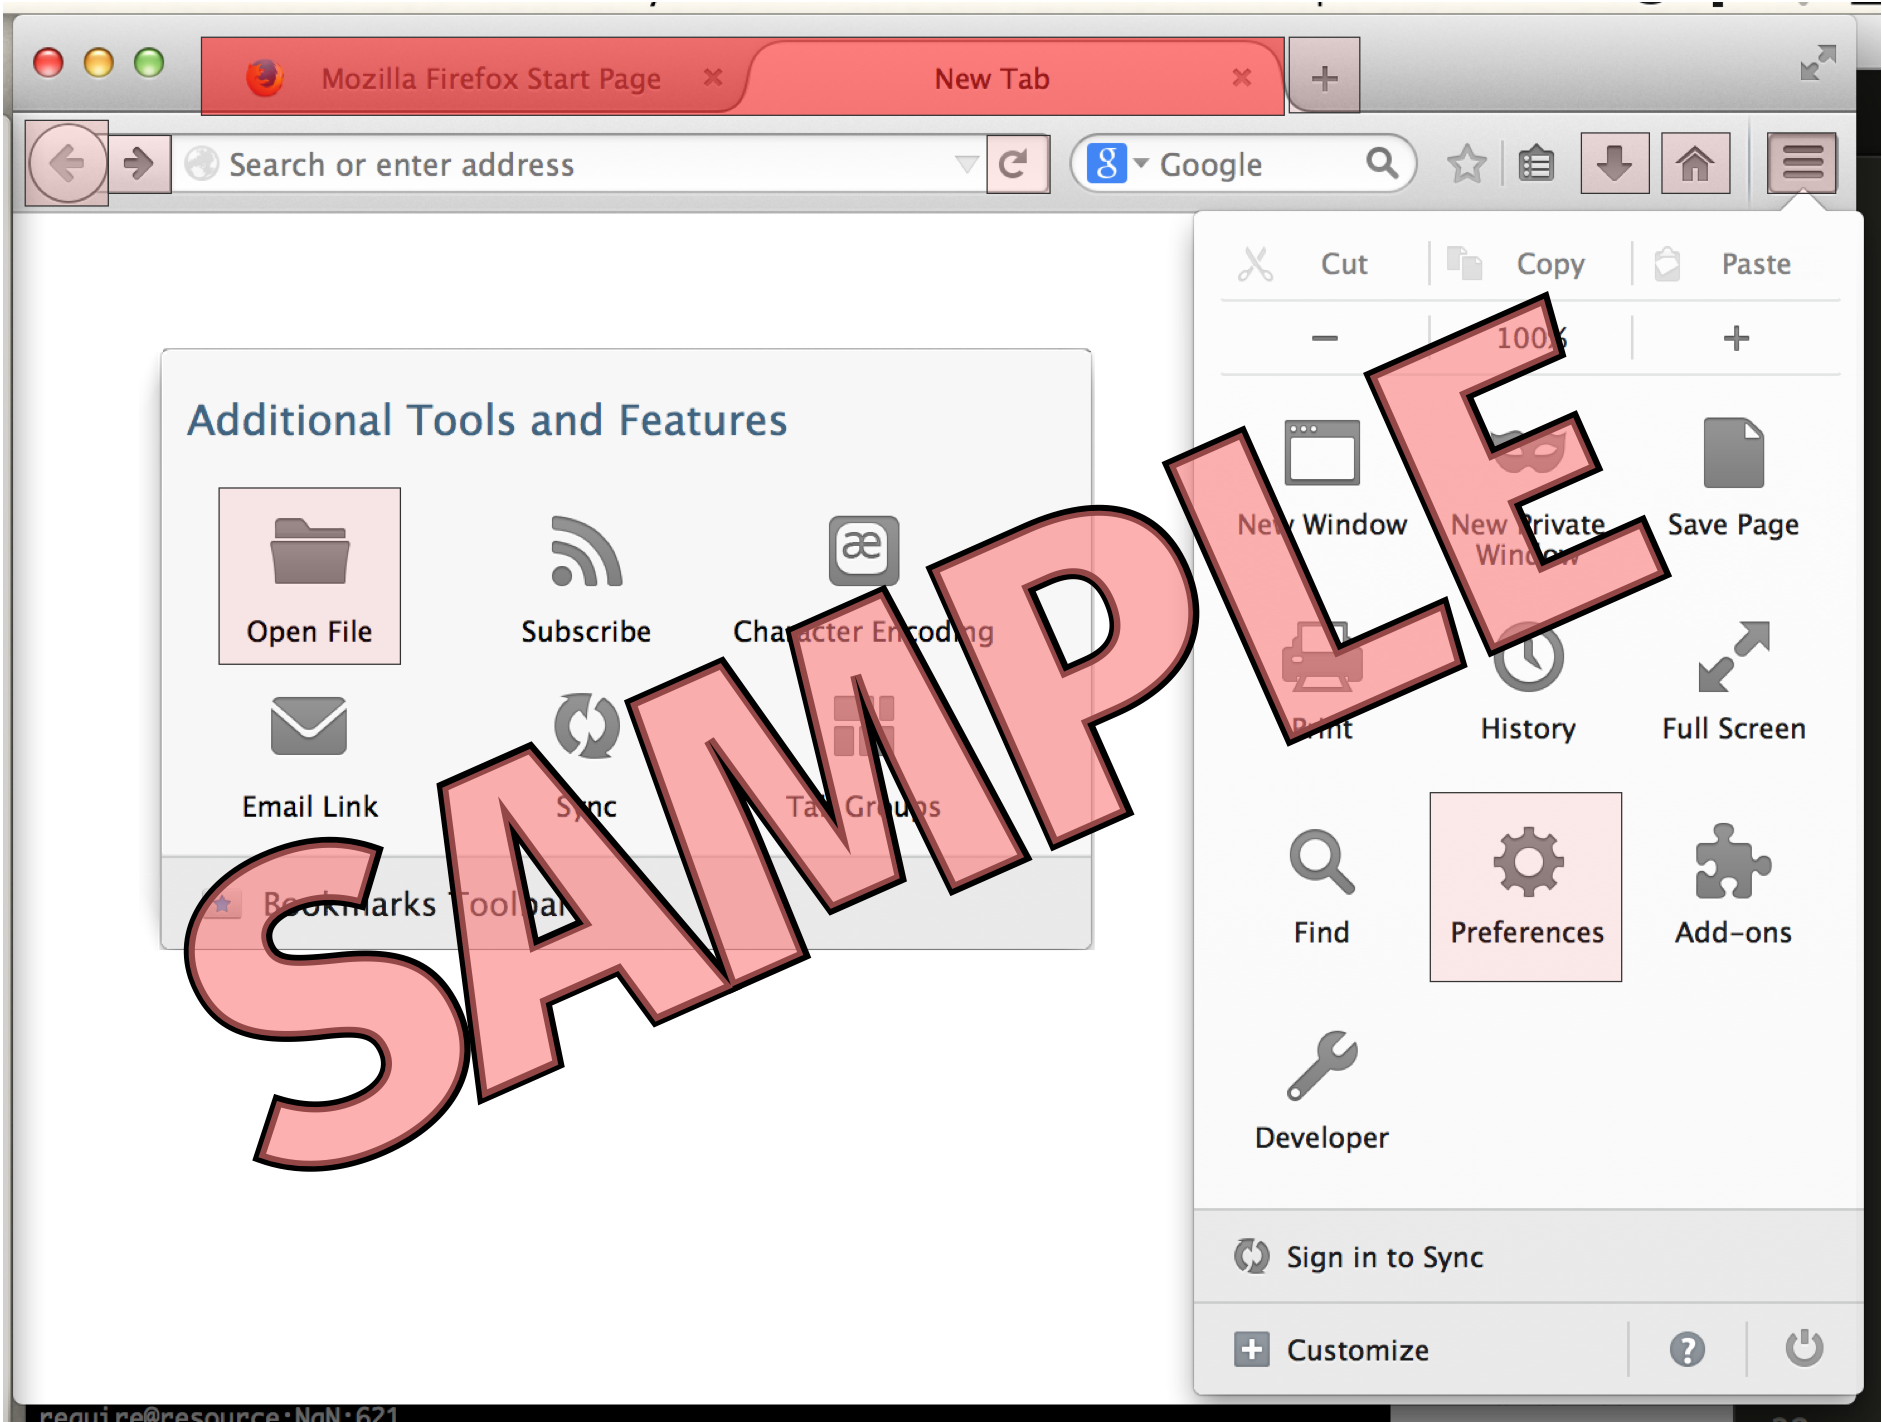 Mozilla Firefox Start Page
New Tab
Search or enter address
Google
Cut
Copy
Paste
100%
Additional Tools and Features
Open File
Subscribe
Character Encoding
Email Link
Sync
Tab Groups
Bookmarks Toolbar
New Window
New Private
Window
Save Page
Print
History
Full Screen
Find
Preferences
Add-ons
Developer
Sign in to Sync
Customize
SAMPLE
require@resource:NaN:621